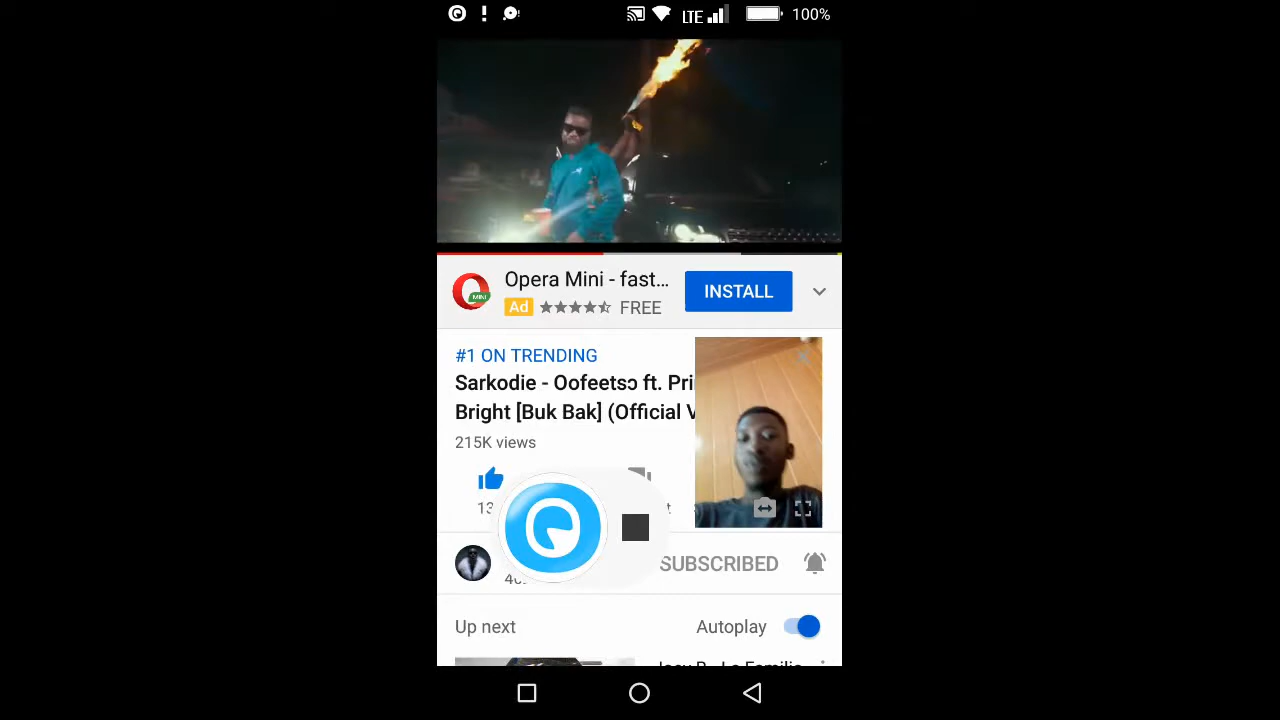 LTE 100%
Opera Mini - fast...
Ad FREE
INSTALL
#1 ON TRENDING
Sarkodie - Oofeetsɔ ft. Pri
Bright [Buk Bak] (Official V
215K views
SUBSCRIBED
Up next
Autoplay